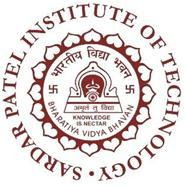 SARDAR PATEL INSTITUTE OF TECHNOLOGY
भारतीय विद्या भवन
अमृतं तु विद्या
KNOWLEDGE
IS NECTAR
BHARATIYA VIDYA BHAVAN